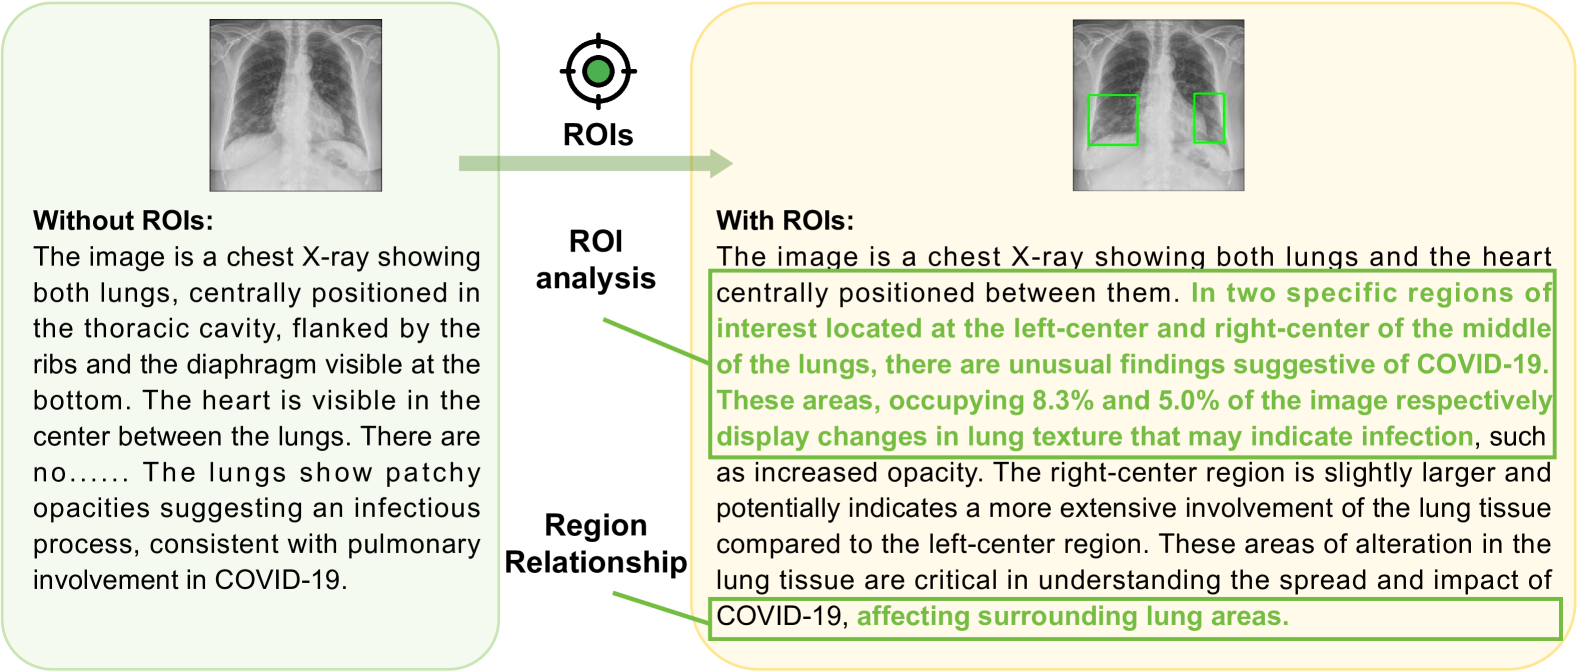 Without ROIs:
The image is a chest X-ray showing
both lungs, centrally positioned in
the thoracic cavity, flanked by the
ribs and the diaphragm visible at the
bottom. The heart is visible in the
center between the lungs. There are
no...... The lungs show patchy
opacities suggesting an infectious
process, consistent with pulmonary
involvement in COVID-19.
ROIs
ROI
analysis
Region
Relationship
With ROIs:
The image is a chest X-ray showing both lungs and the heart
centrally positioned between them. In two specific regions of
interest located at the left-center and right-center of the middle
of the lungs, there are unusual findings suggestive of COVID-19.
These areas, occupying 8.3% and 5.0% of the image respectively
display changes in lung texture that may indicate infection, such
as increased opacity. The right-center region is slightly larger and
potentially indicates a more extensive involvement of the lung tissue
compared to the left-center region. These areas of alteration in the
lung tissue are critical in understanding the spread and impact of
COVID-19, affecting surrounding lung areas.